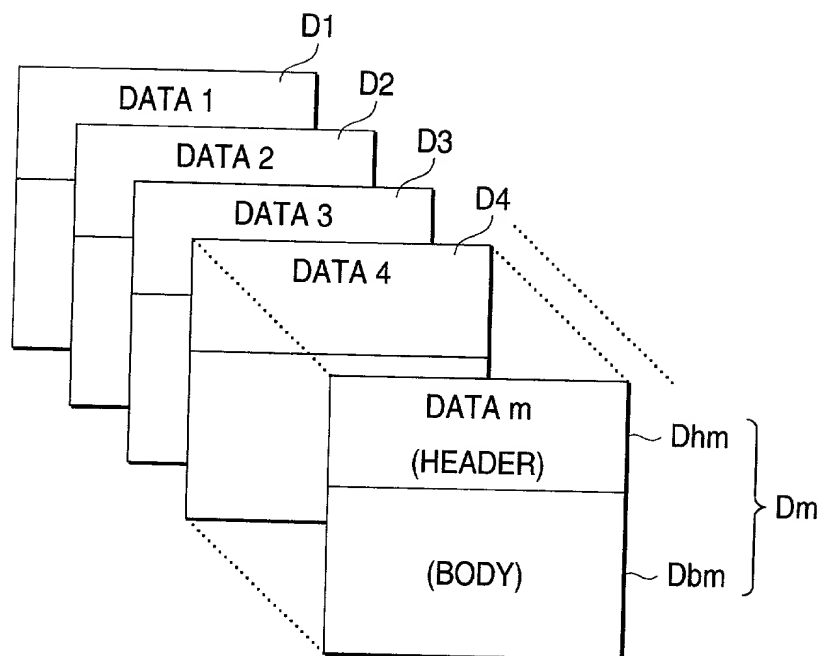 D1
DATA 1
D2
DATA 2
D3
DATA 3
D4
DATA 4
DATA m
(HEADER)
Dhm
Dm
(BODY)
Dbm